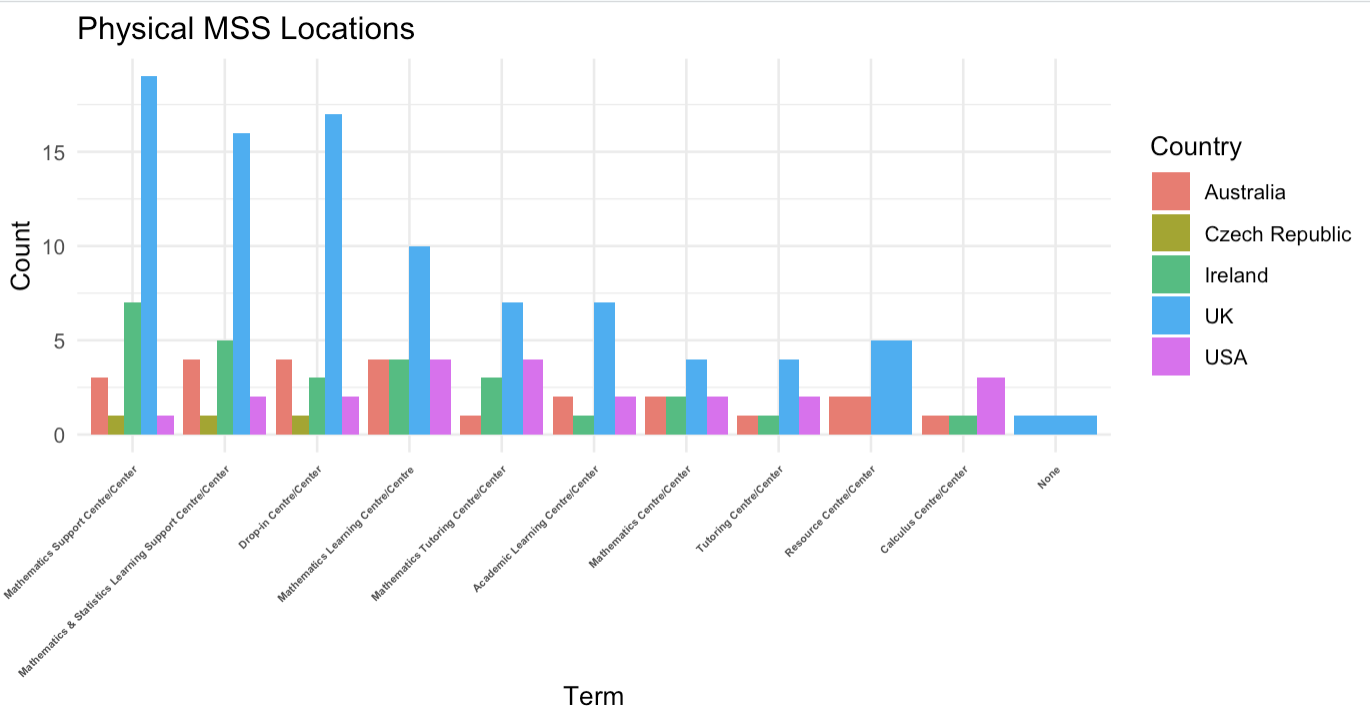 Physical MSS Locations
Count
15
10
5
0
Mathematics Support Centre/Center
Mathematics & Statistics Learning Support Centre/Center
Drop-in Centre/Center
Mathematics Learning Centre/Centre
Mathematics Tutoring Centre/Center
Academic Learning Centre/Center
Mathematics Centre/Center
Tutoring Centre/Center
Resource Centre/Center
Calculus Centre/Center
None
Term
Country
Australia
Czech Republic
Ireland
UK
USA